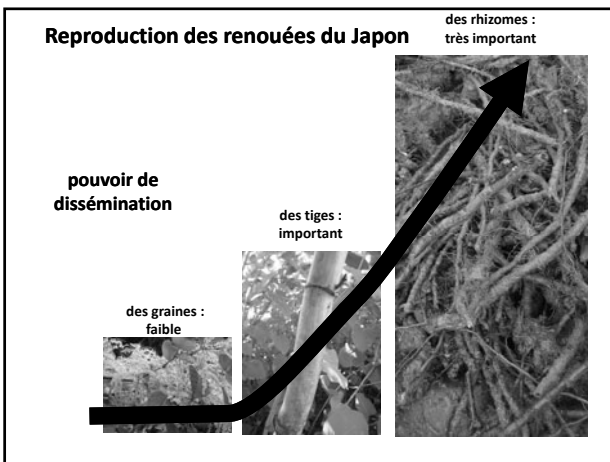 Reproduction des renouées du Japon
des rhizomes :
très important
pouvoir de
dissémination
des tiges :
important
des graines :
faible